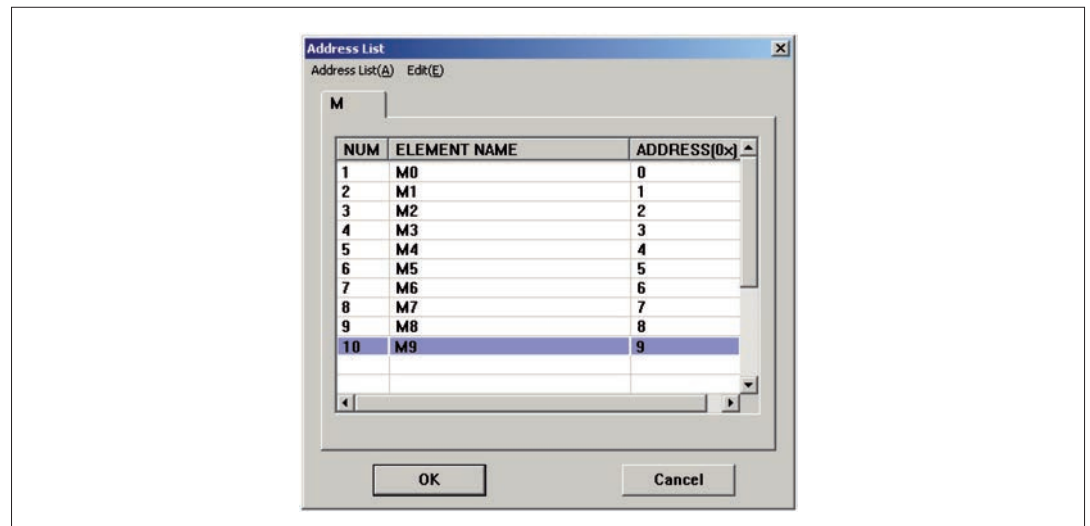 Address List
Address List(A) Edit(E)
M
NUM ELEMENT NAME ADDRESS(0x)
1 M0 0
2 M1 1
3 M2 2
4 M3 3
5 M4 4
6 M5 5
7 M6 6
8 M7 7
9 M8 8
10 M9 9
OK Cancel